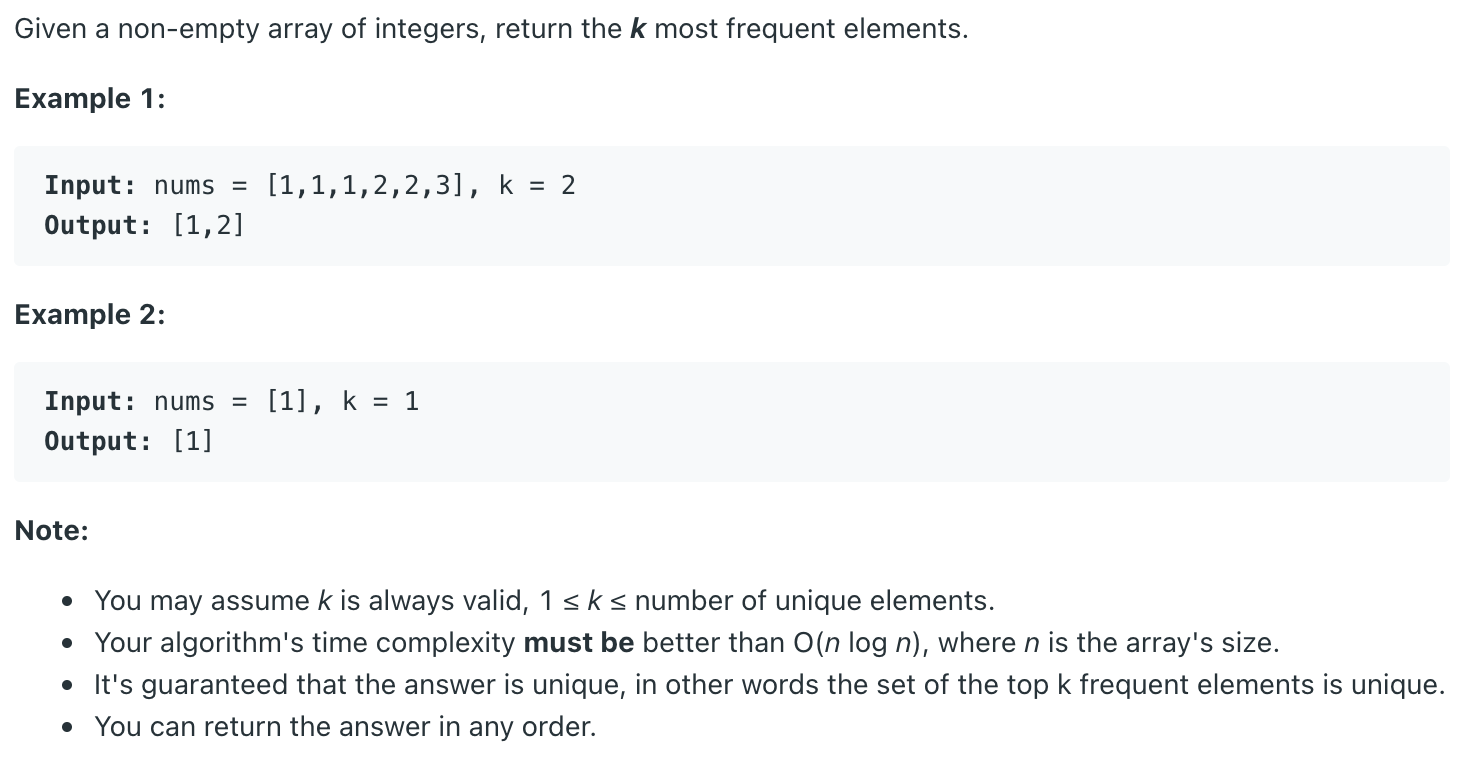 Given a non-empty array of integers, return the k most frequent elements.
Example 1:
Input: nums = [1,1,1,2,2,3], k = 2
Output: [1,2]
Example 2:
Input: nums = [1], k = 1
Output: [1]
Note:
• You may assume k is always valid, 1 ≤ k ≤ number of unique elements.
• Your algorithm's time complexity must be better than O(n log n), where n is the array's size.
• It's guaranteed that the answer is unique, in other words the set of the top k frequent elements is unique.
• You can return the answer in any order.